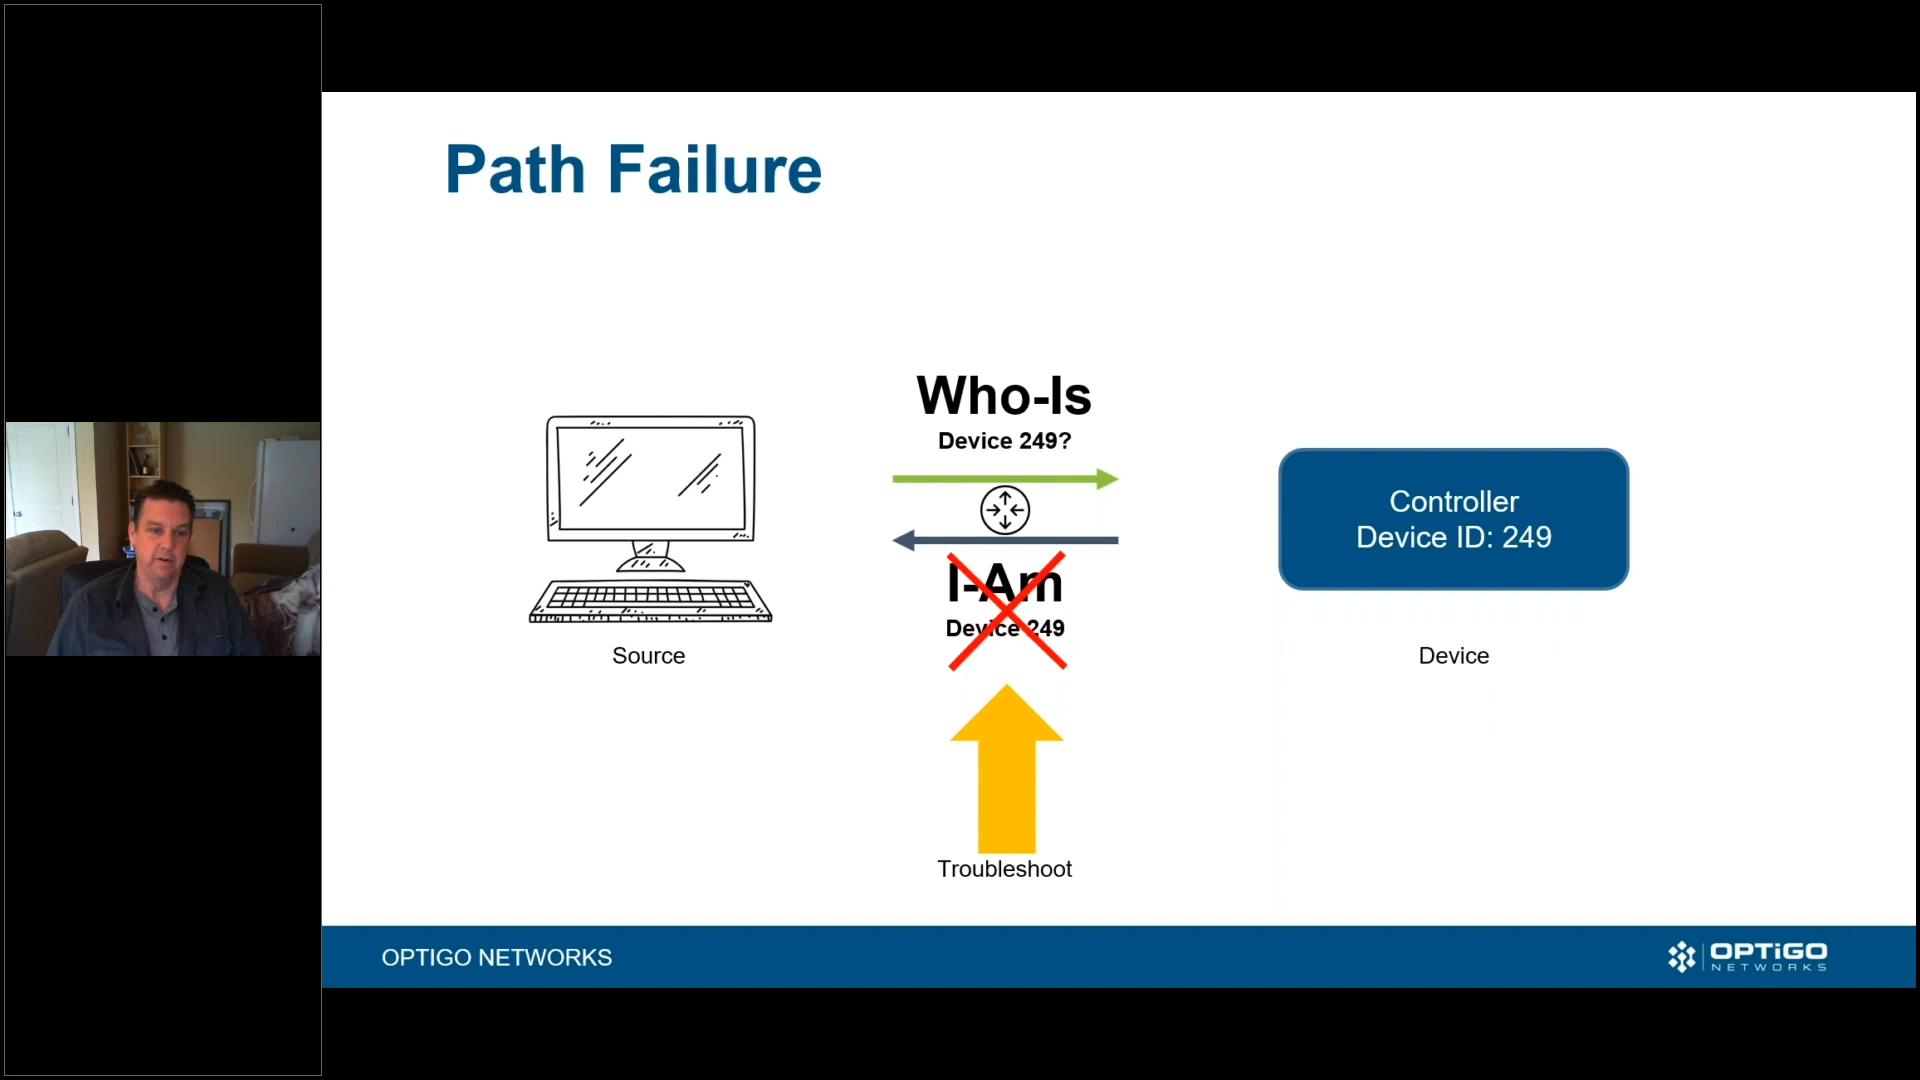 Path Failure
Who-Is
Device 249?
I-Am
Device 249
Controller
Device ID: 249
Source
Device
Troubleshoot
OPTIGO NETWORKS
OPTiGO
NETWORKS